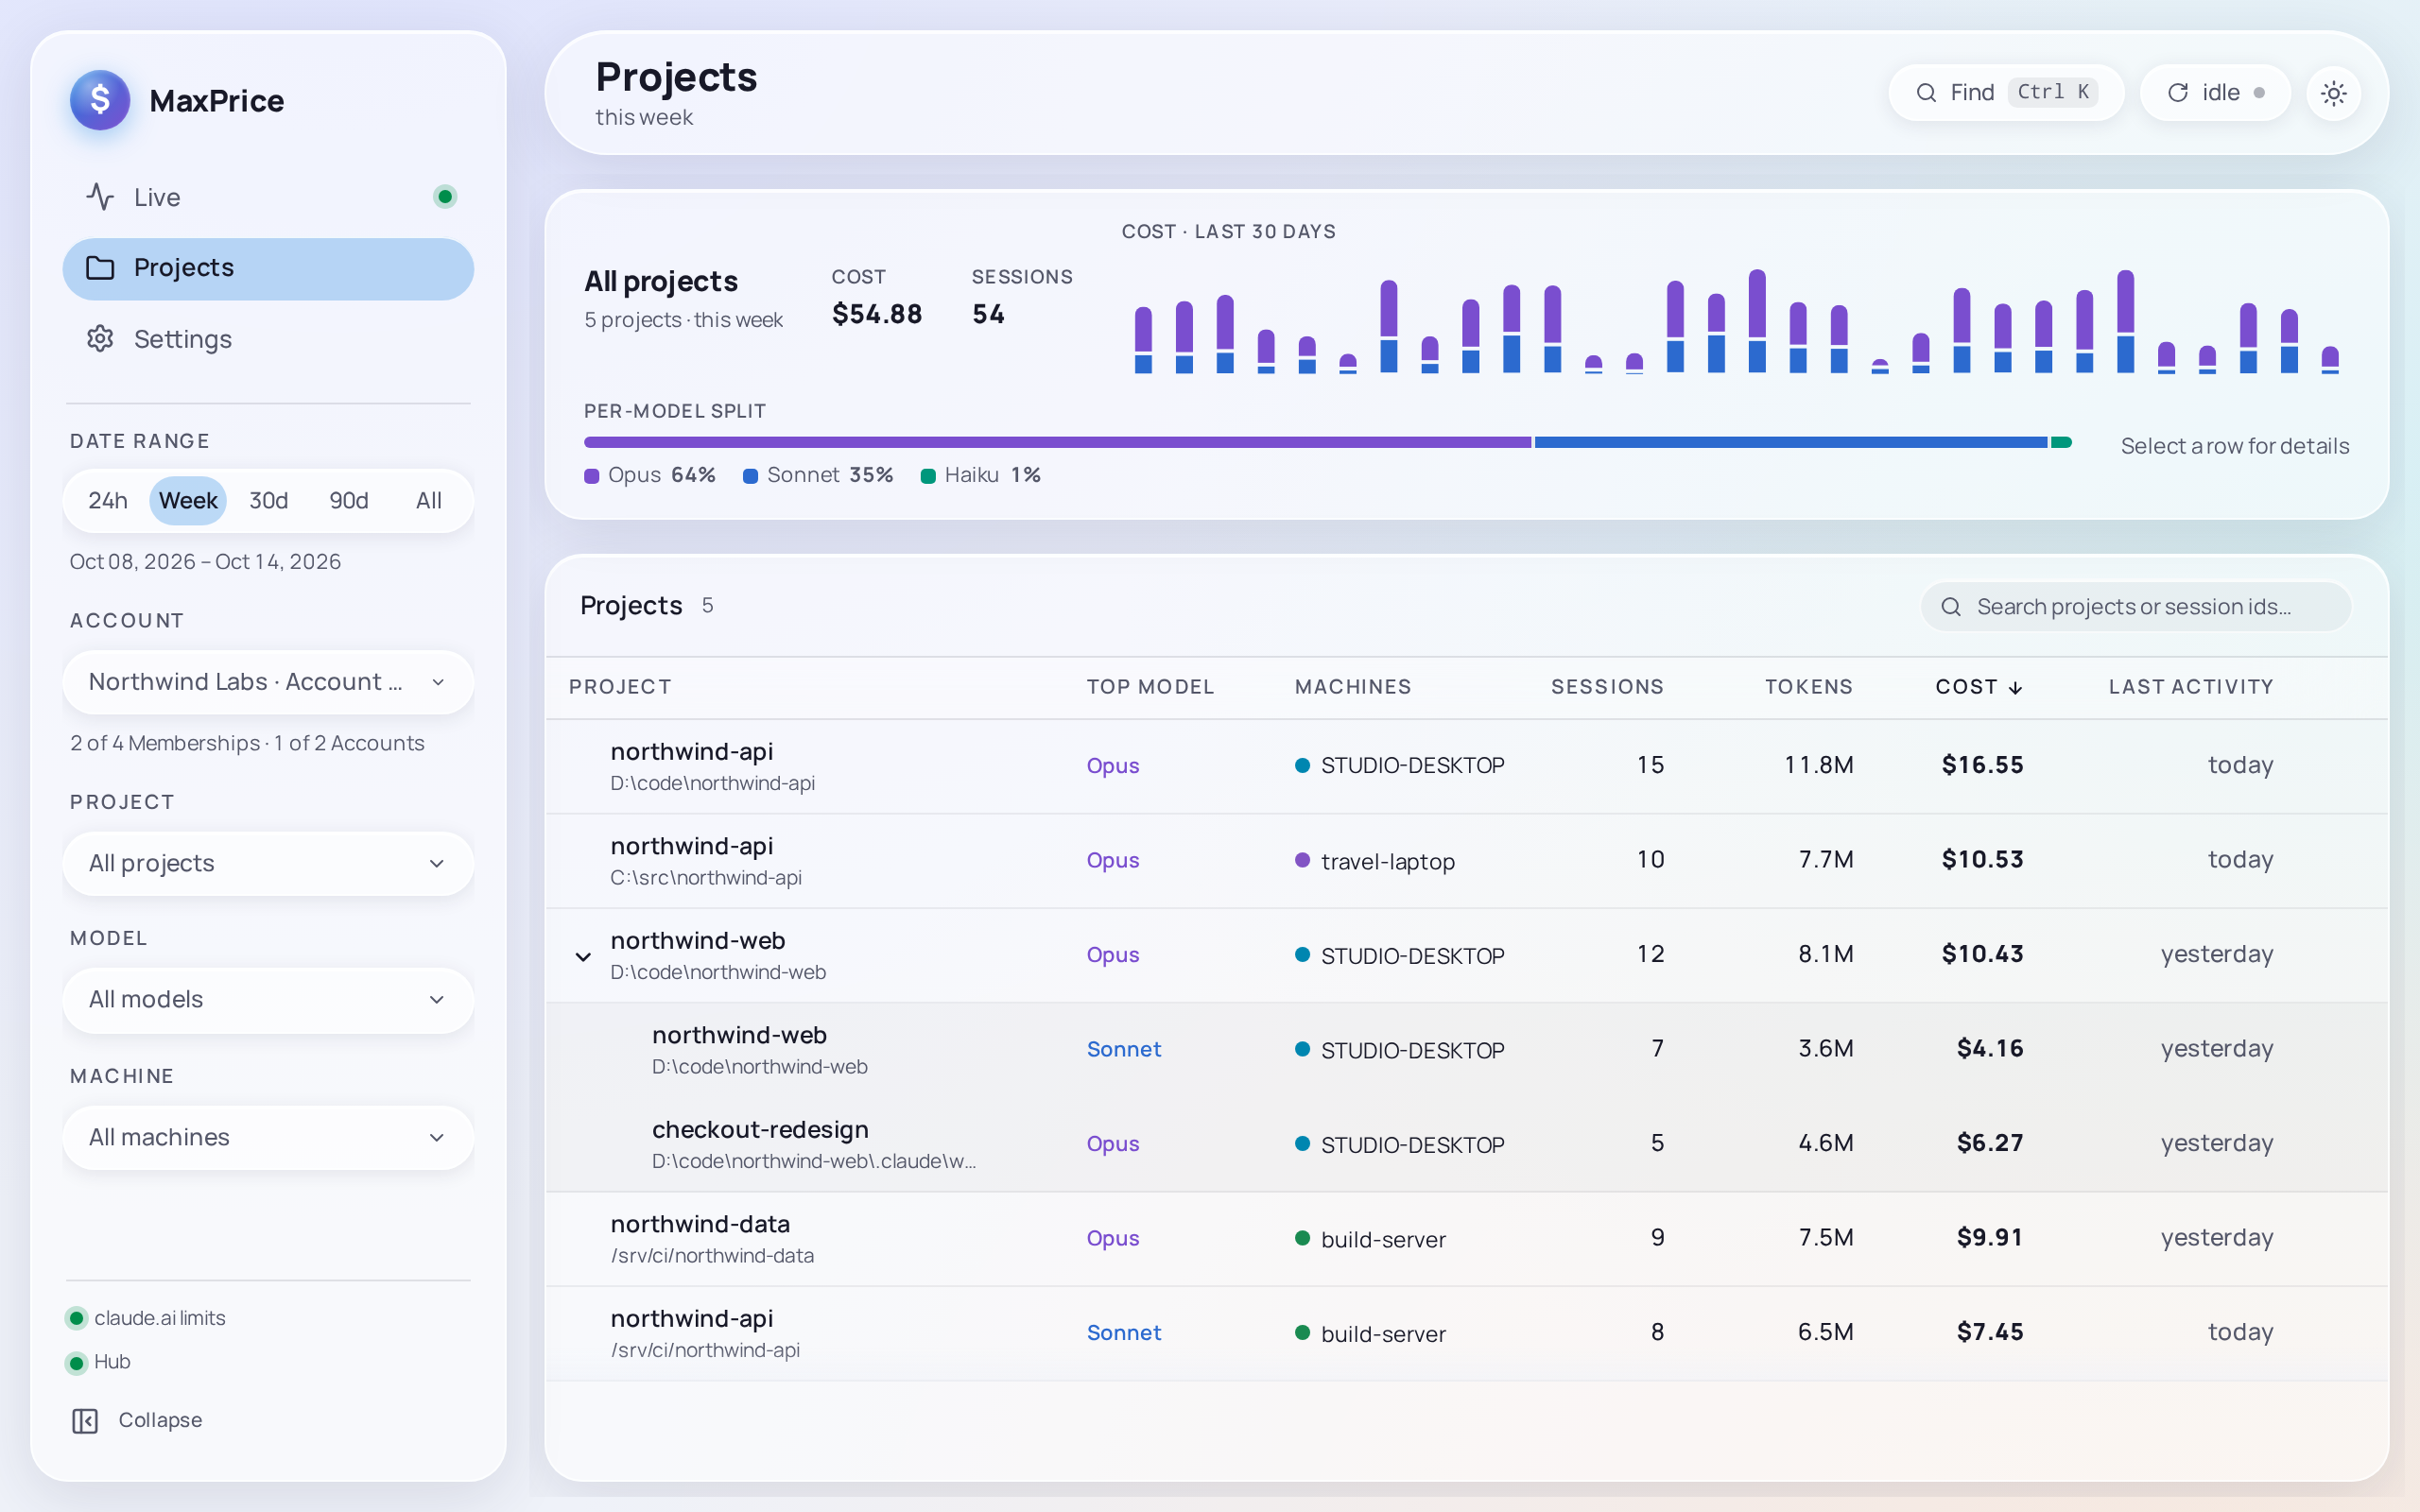 $ MaxPrice
Live
Projects
Settings
DATE RANGE
24h Week 30d 90d All
Oct 08, 2026 – Oct 14, 2026
ACCOUNT
Northwind Labs · Account ...
2 of 4 Memberships · 1 of 2 Accounts
PROJECT
All projects
MODEL
All models
MACHINE
All machines
claude.ai limits
Hub
Collapse
Projects
this week
Find Ctrl K
idle
All projects
5 projects · this week
COST
$54.88
SESSIONS
54
COST · LAST 30 DAYS
PER-MODEL SPLIT
Opus 64% Sonnet 35% Haiku 1%
Select a row for details
Projects 5
Search projects or session ids...
PROJECT TOP MODEL MACHINES SESSIONS TOKENS COST ↓ LAST ACTIVITY
northwind-api Opus STUDIO-DESKTOP 15 11.8M $16.55 today
D:\code\northwind-api
northwind-api Opus travel-laptop 10 7.7M $10.53 today
C:\src\northwind-api
northwind-web Opus STUDIO-DESKTOP 12 8.1M $10.43 yesterday
D:\code\northwind-web
northwind-web Sonnet STUDIO-DESKTOP 7 3.6M $4.16 yesterday
D:\code\northwind-web
checkout-redesign Opus STUDIO-DESKTOP 5 4.6M $6.27 yesterday
D:\code\northwind-web\.claude\w...
northwind-data Opus build-server 9 7.5M $9.91 yesterday
/srv/ci/northwind-data
northwind-api Sonnet build-server 8 6.5M $7.45 today
/srv/ci/northwind-api